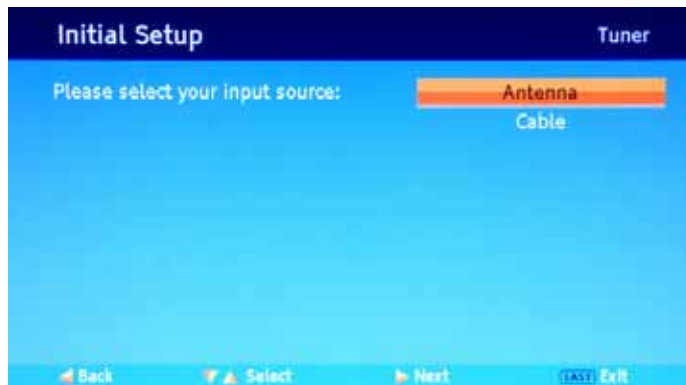 Initial Setup
Tuner
Please select your input source:
Antenna
Cable
Back
Select
Next
LAST Exit